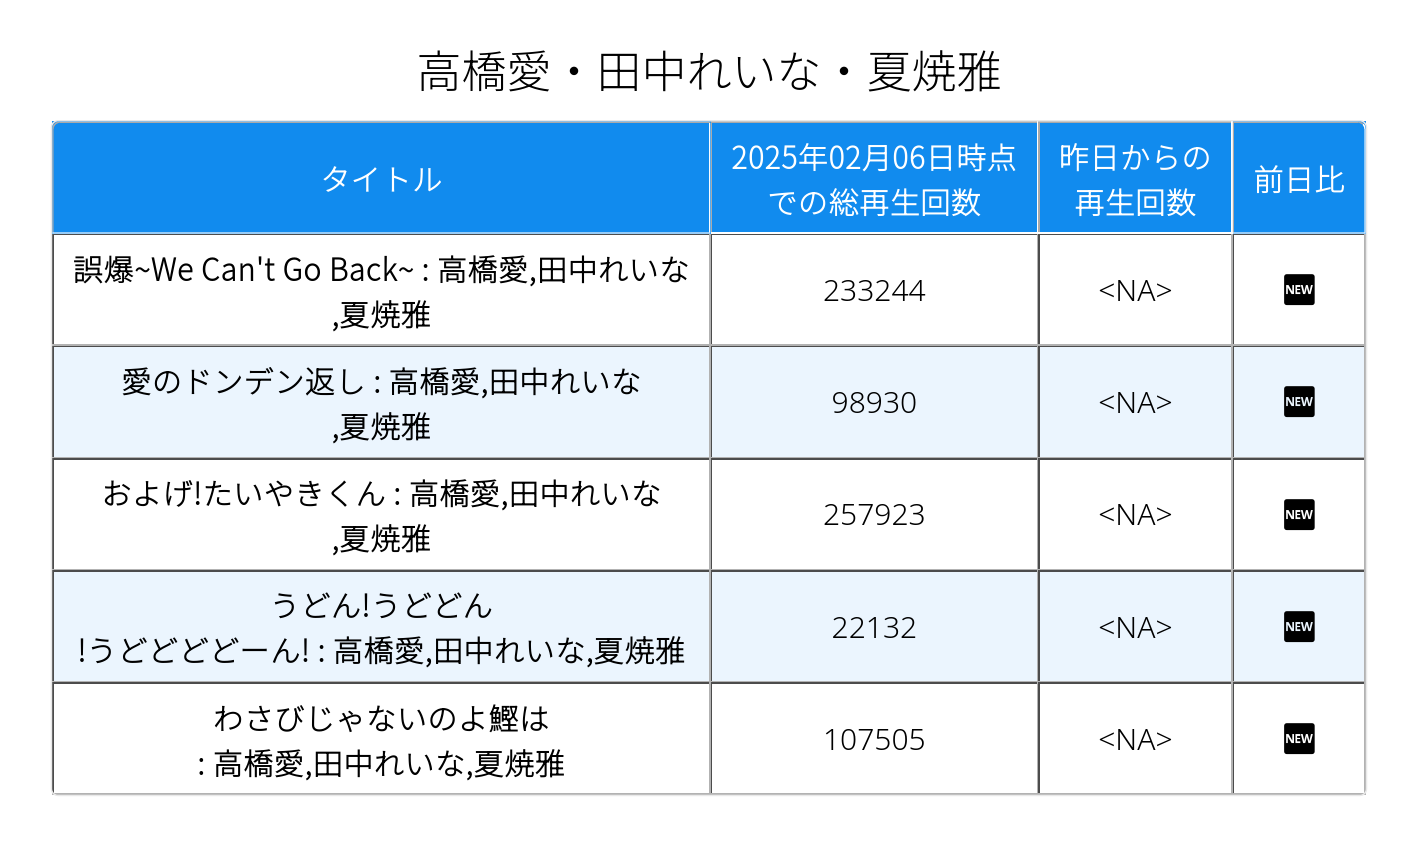 高橋愛・田中れいな・夏焼雅
タイトル
2025年02月06日時点
での総再生回数
昨日からの
再生回数
前日比
誤爆~We Can't Go Back~ : 高橋愛,田中れいな
,夏焼雅
233244
<NA>
NEW
愛のドンデン返し : 高橋愛,田中れいな
,夏焼雅
98930
<NA>
NEW
およげ!たいやきくん : 高橋愛,田中れいな
,夏焼雅
257923
<NA>
NEW
うどん!うどどん
!うどどどどーん! : 高橋愛,田中れいな,夏焼雅
22132
<NA>
NEW
わさびじゃないのよ鰹は
: 高橋愛,田中れいな,夏焼雅
107505
<NA>
NEW